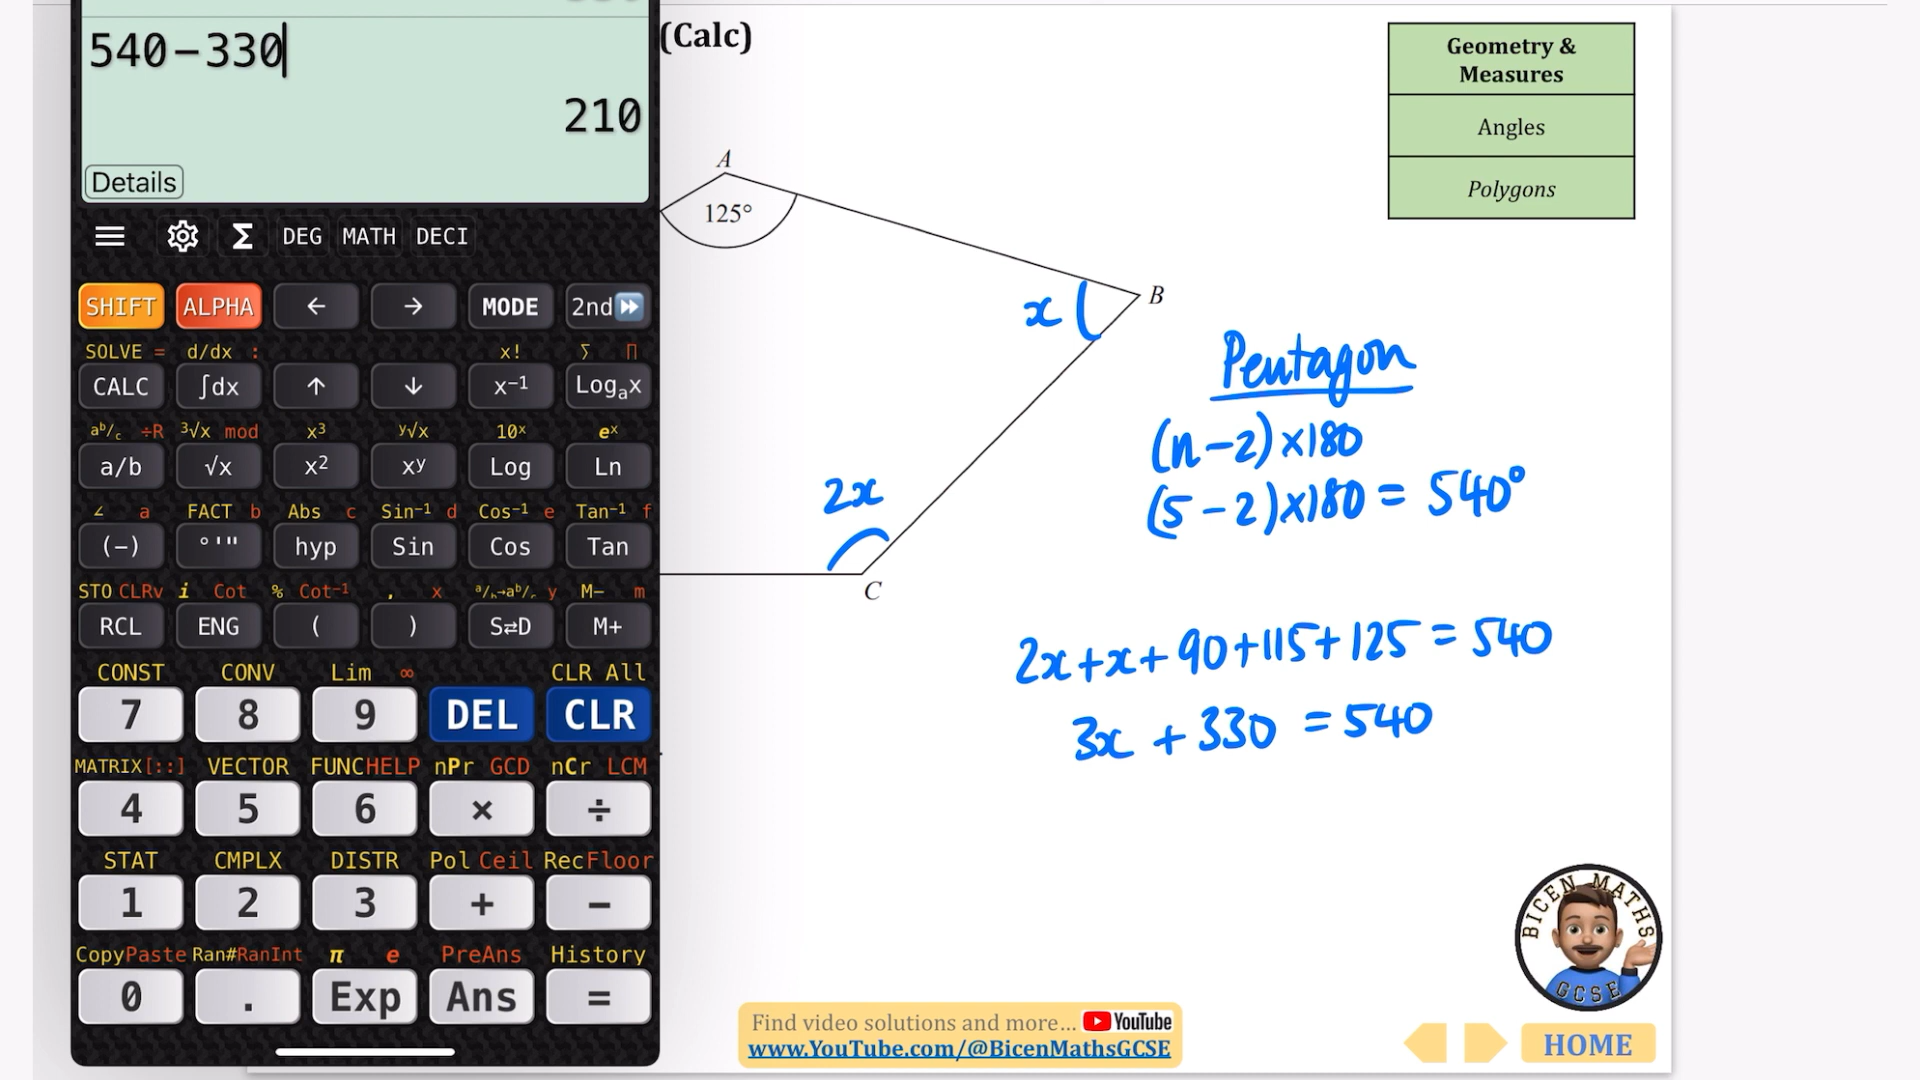 540−330
210
Details
DEG MATH DECI
SHIFT ALPHA ← → MODE 2nd
SOLVE = d/dx : x! ∑ ∏
CALC ∫dx ↑ ↓ x⁻¹ Logₐx
aᵇ/꜀ ÷R ³√x mod x³ ʸ√x 10ˣ eˣ
a/b √x x² xʸ Log Ln
∠ a FACT b Abs c Sin⁻¹ d Cos⁻¹ e Tan⁻¹ f
(−) °'" hyp Sin Cos Tan
STO CLRv i Cot % Cot⁻¹ , x y M− m
RCL ENG ( ) S⇄D M+
CONST CONV Lim ∞ CLR All
7 8 9 DEL CLR
MATRIX[::] VECTOR FUNCHELP nPr GCD nCr LCM
4 5 6 × ÷
STAT CMPLX DISTR Pol Ceil RecFloor
1 2 3 + −
CopyPaste Ran#RanInt π e PreAns History
0 . Exp Ans =
(Calc)
Geometry &
Measures
Angles
Polygons
A
125°
B
x
2x
C
Pentagon
(n−2)×180
(5−2)×180 = 540°
2x+x+90+115+125=540
3x + 330 = 540
BICEN MATHS
GCSE
Find video solutions and more... YouTube
www.YouTube.com/@BicenMathsGCSE
HOME